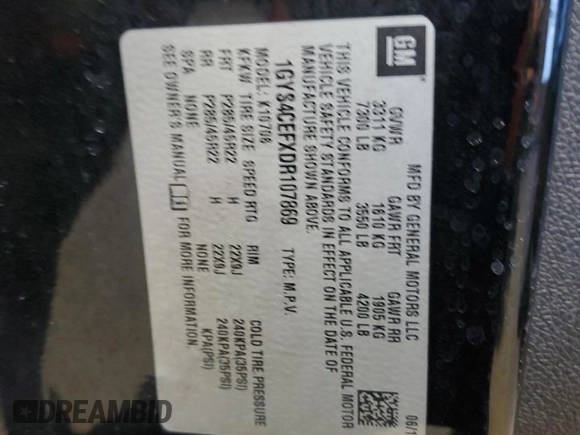 GM
MFD BY GENERAL MOTORS LLC 06/1
GVWR GAWR FRT GAWR RR
3311 KG 1610 KG 1905 KG
7300 LB 3550 LB 4200 LB
THIS VEHICLE CONFORMS TO ALL APPLICABLE U.S. FEDERAL MOTOR
VEHICLE SAFETY STANDARDS IN EFFECT ON THE DATE OF
MANUFACTURE SHOWN ABOVE.
1GYS4CEFXDR107869 TYPE: M.P.V.
MODEL: K10706
KFKW TIRE SIZE SPEED RTG RIM COLD TIRE PRESSURE
FRT P285/45R22 H 22X9J 240KPA(35PSI)
RR P285/45R22 H 22X9J 240KPA(35PSI)
SPA NONE NONE KPA(PSI)
SEE OWNER'S MANUAL FOR MORE INFORMATION.
DREAMBID